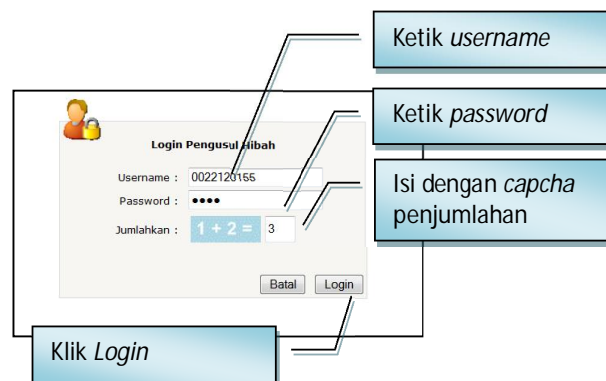 Ketik username
Ketik password
Login Pengusul Hibah
Username : 0022120155
Password : ••••
Isi dengan capcha
penjumlahan
Jumlahkan : 1 + 2 = 3
Batal Login
Klik Login